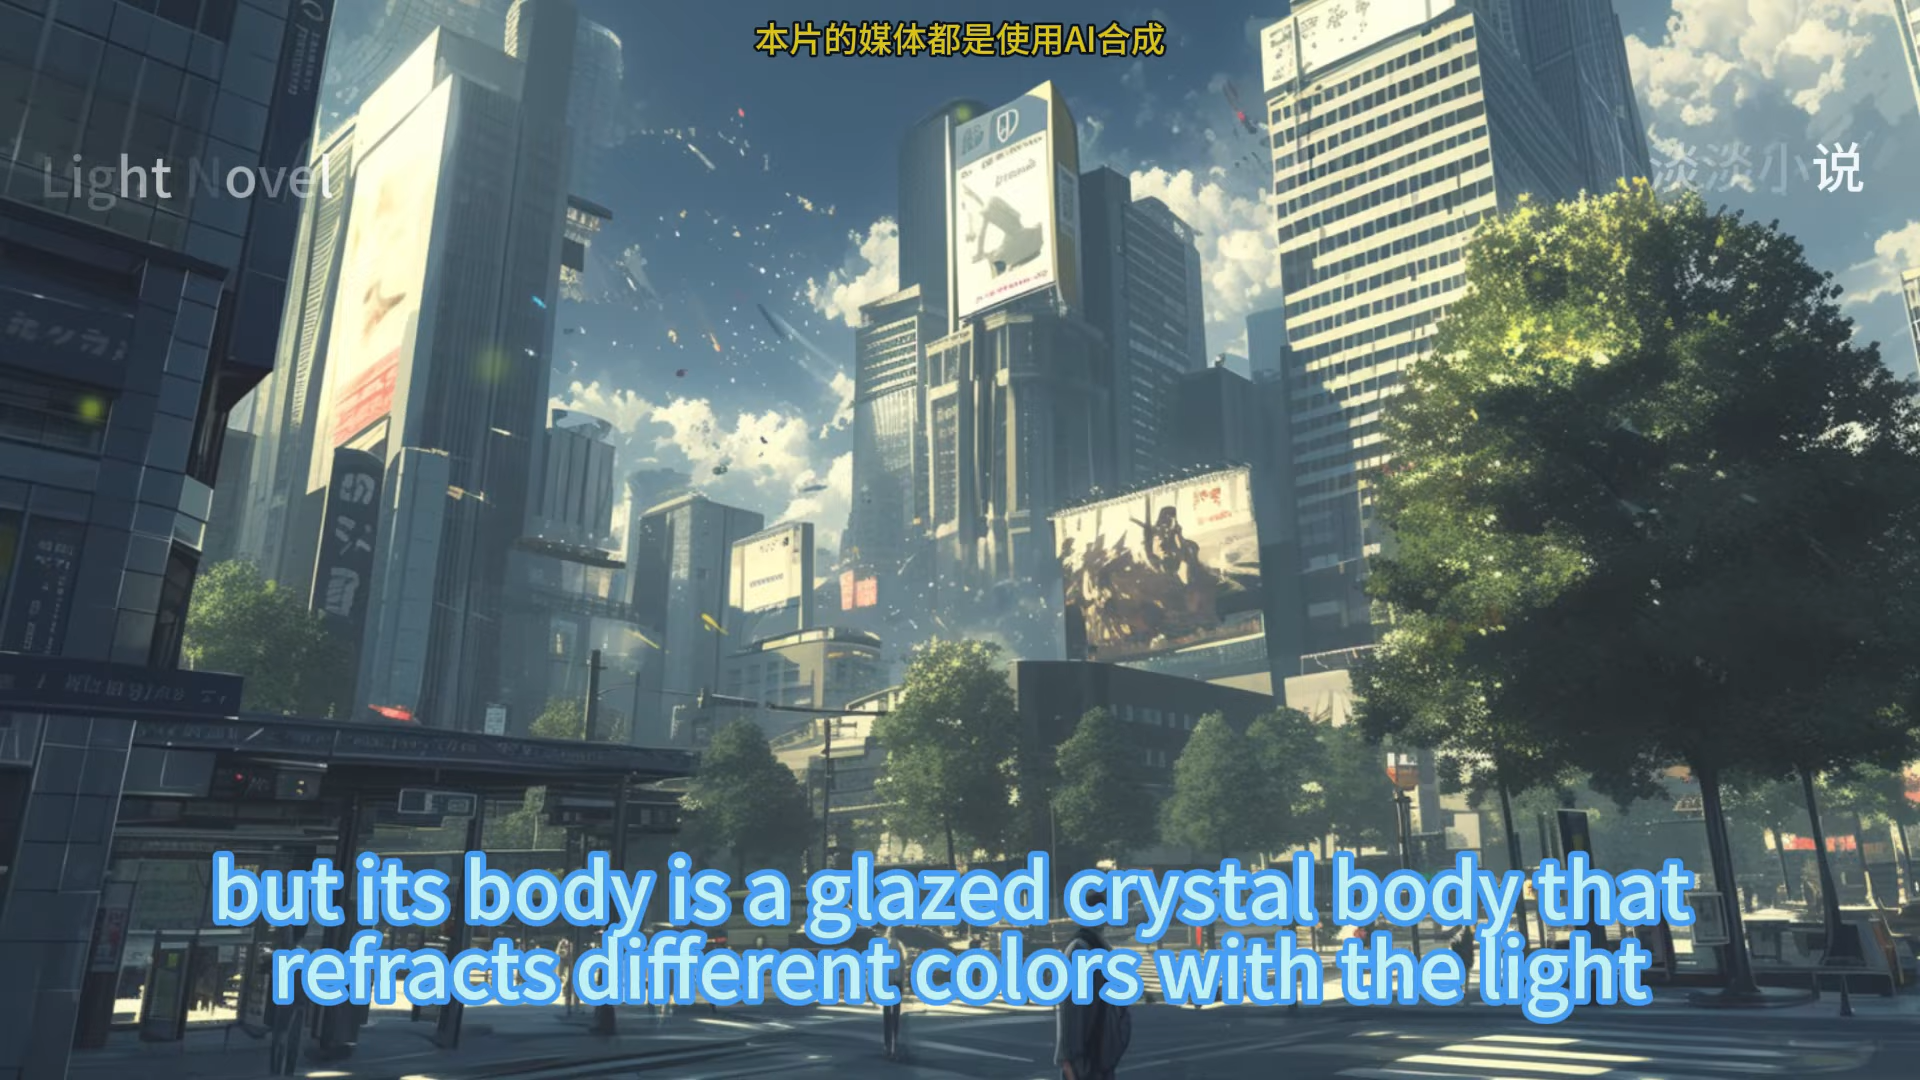 本片的媒体都是使用AI合成
Light Novel
淡淡小说
but its body is a glazed crystal body that
refracts different colors with the light